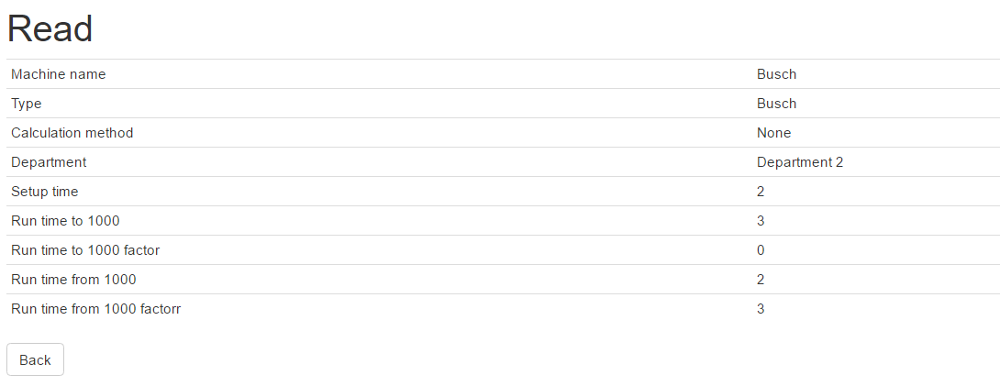 Read
Machine name Busch
Type Busch
Calculation method None
Department Department 2
Setup time 2
Run time to 1000 3
Run time to 1000 factor 0
Run time from 1000 2
Run time from 1000 factorr 3
Back